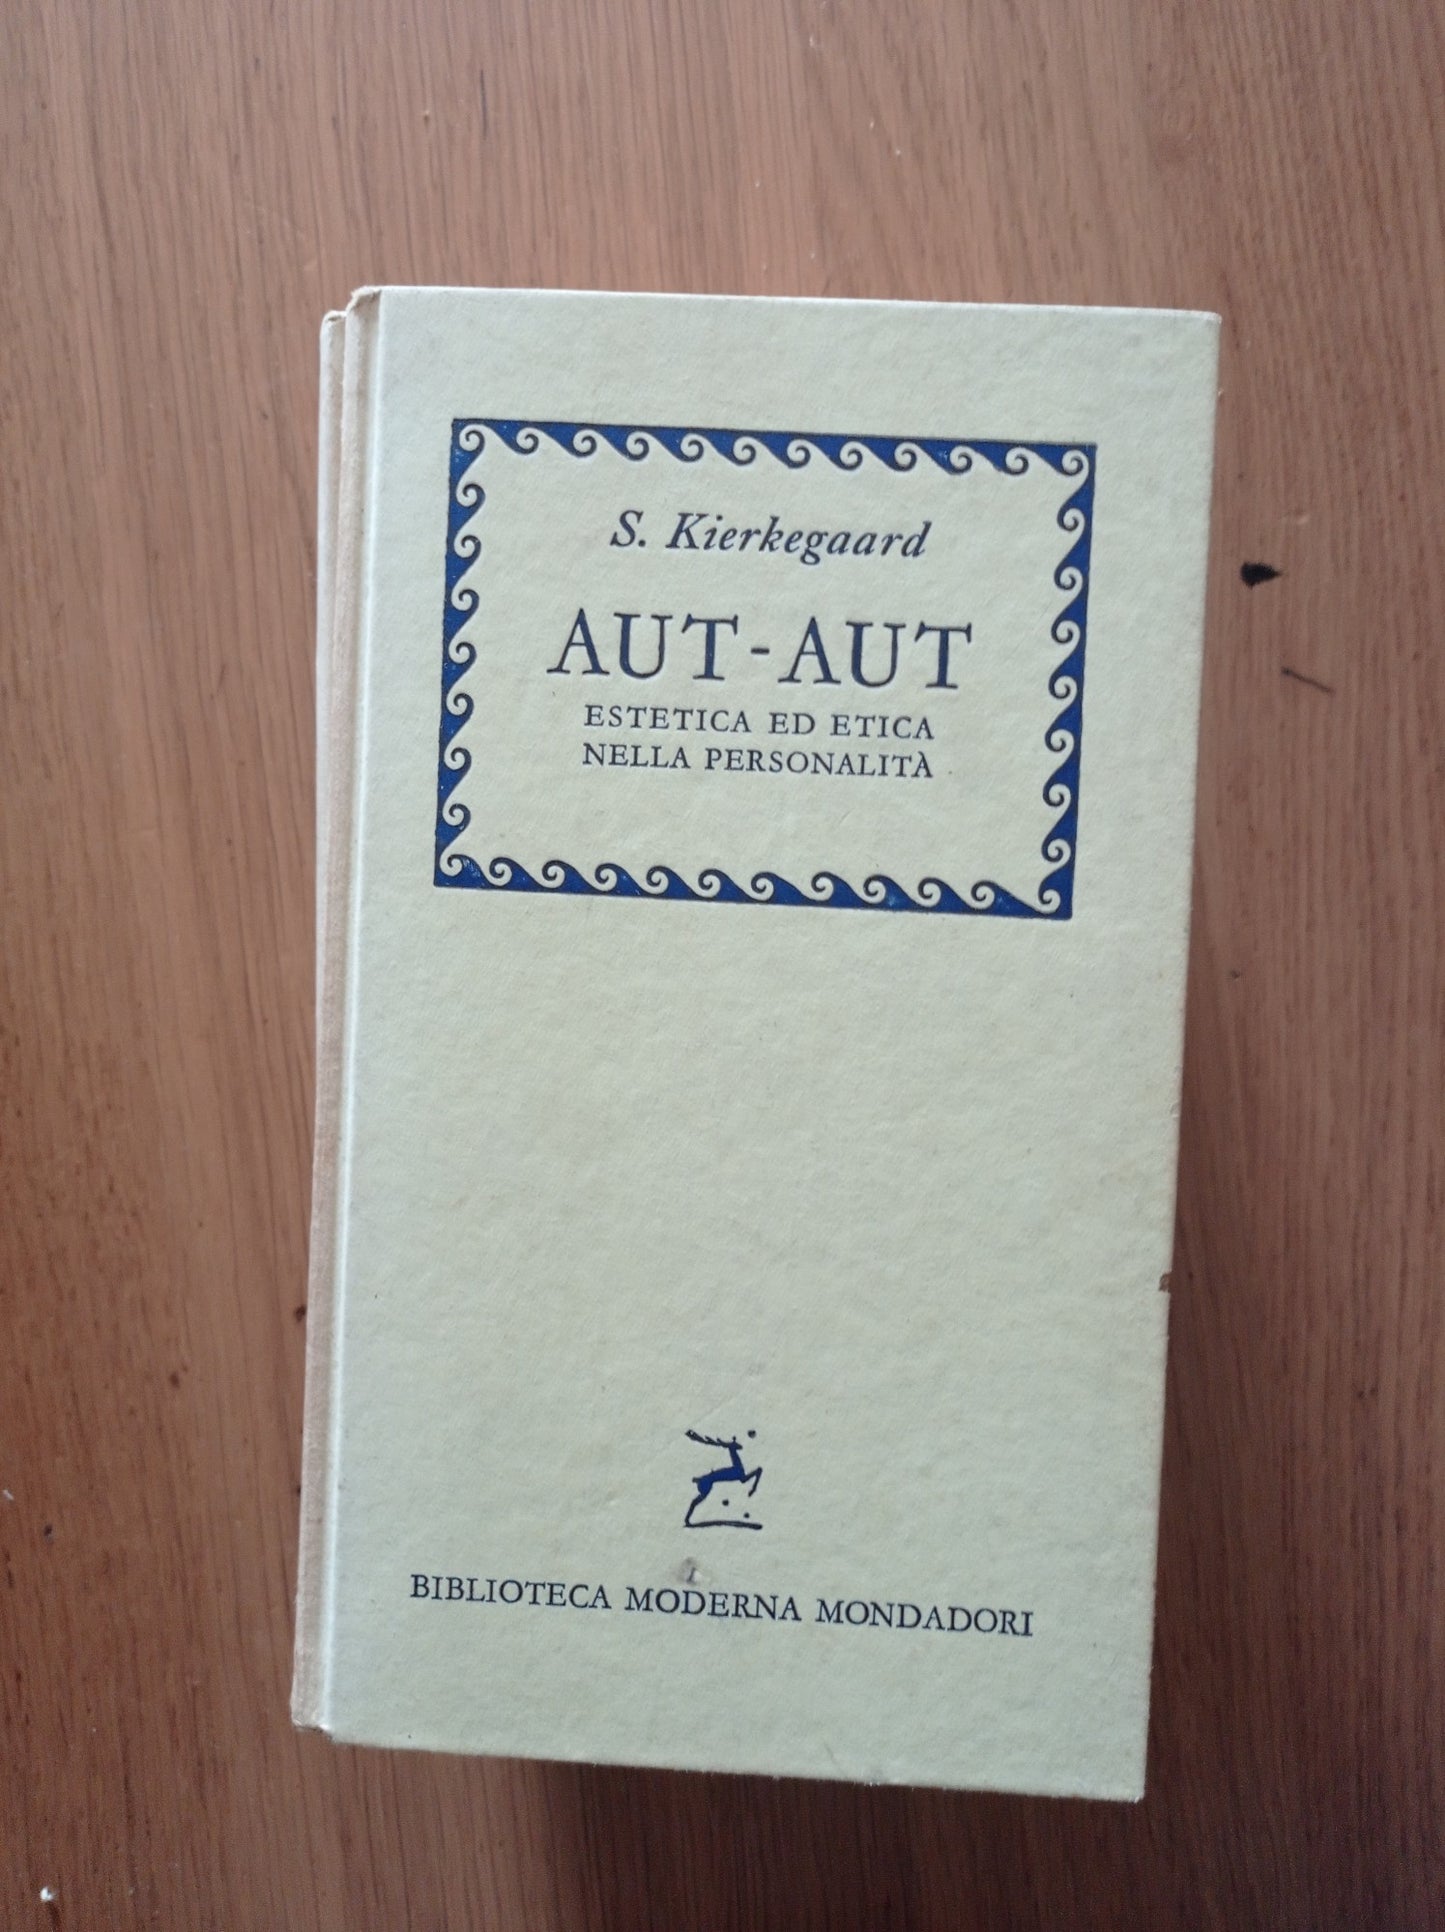 S. Kierkegaard
AUT-AUT
ESTETICA ED ETICA
NELLA PERSONALITÀ
BIBLIOTECA MODERNA MONDADORI